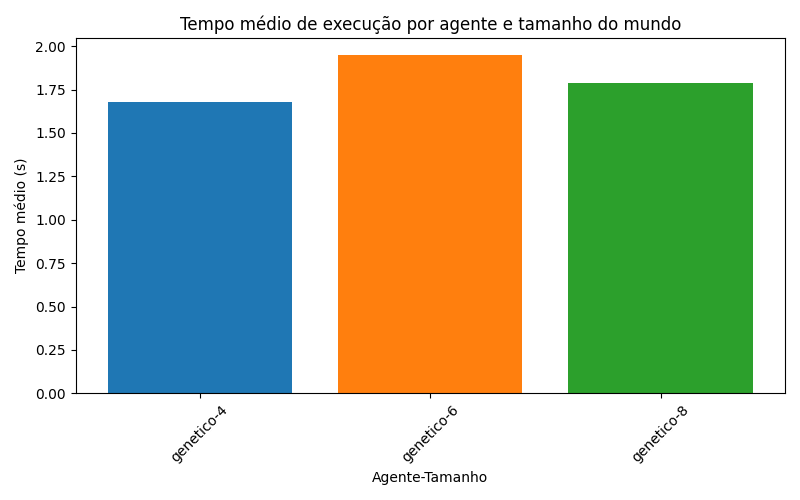 Tempo médio de execução por agente e tamanho do mundo
Tempo médio (s)
2.00
1.75
1.50
1.25
1.00
0.75
0.50
0.25
0.00
genetico-4
genetico-6
genetico-8
Agente-Tamanho